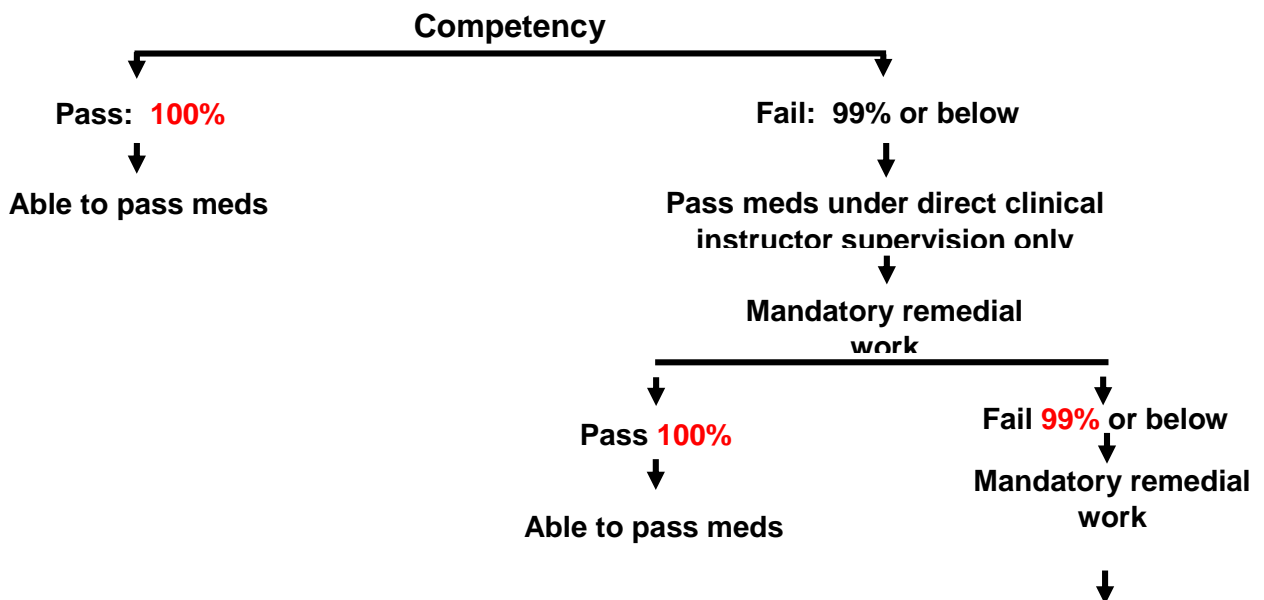 Competency
Pass: 100%
Fail: 99% or below
Able to pass meds
Pass meds under direct clinical
instructor supervision only
Mandatory remedial
work
Pass 100%
Fail 99% or below
Able to pass meds
Mandatory remedial
work